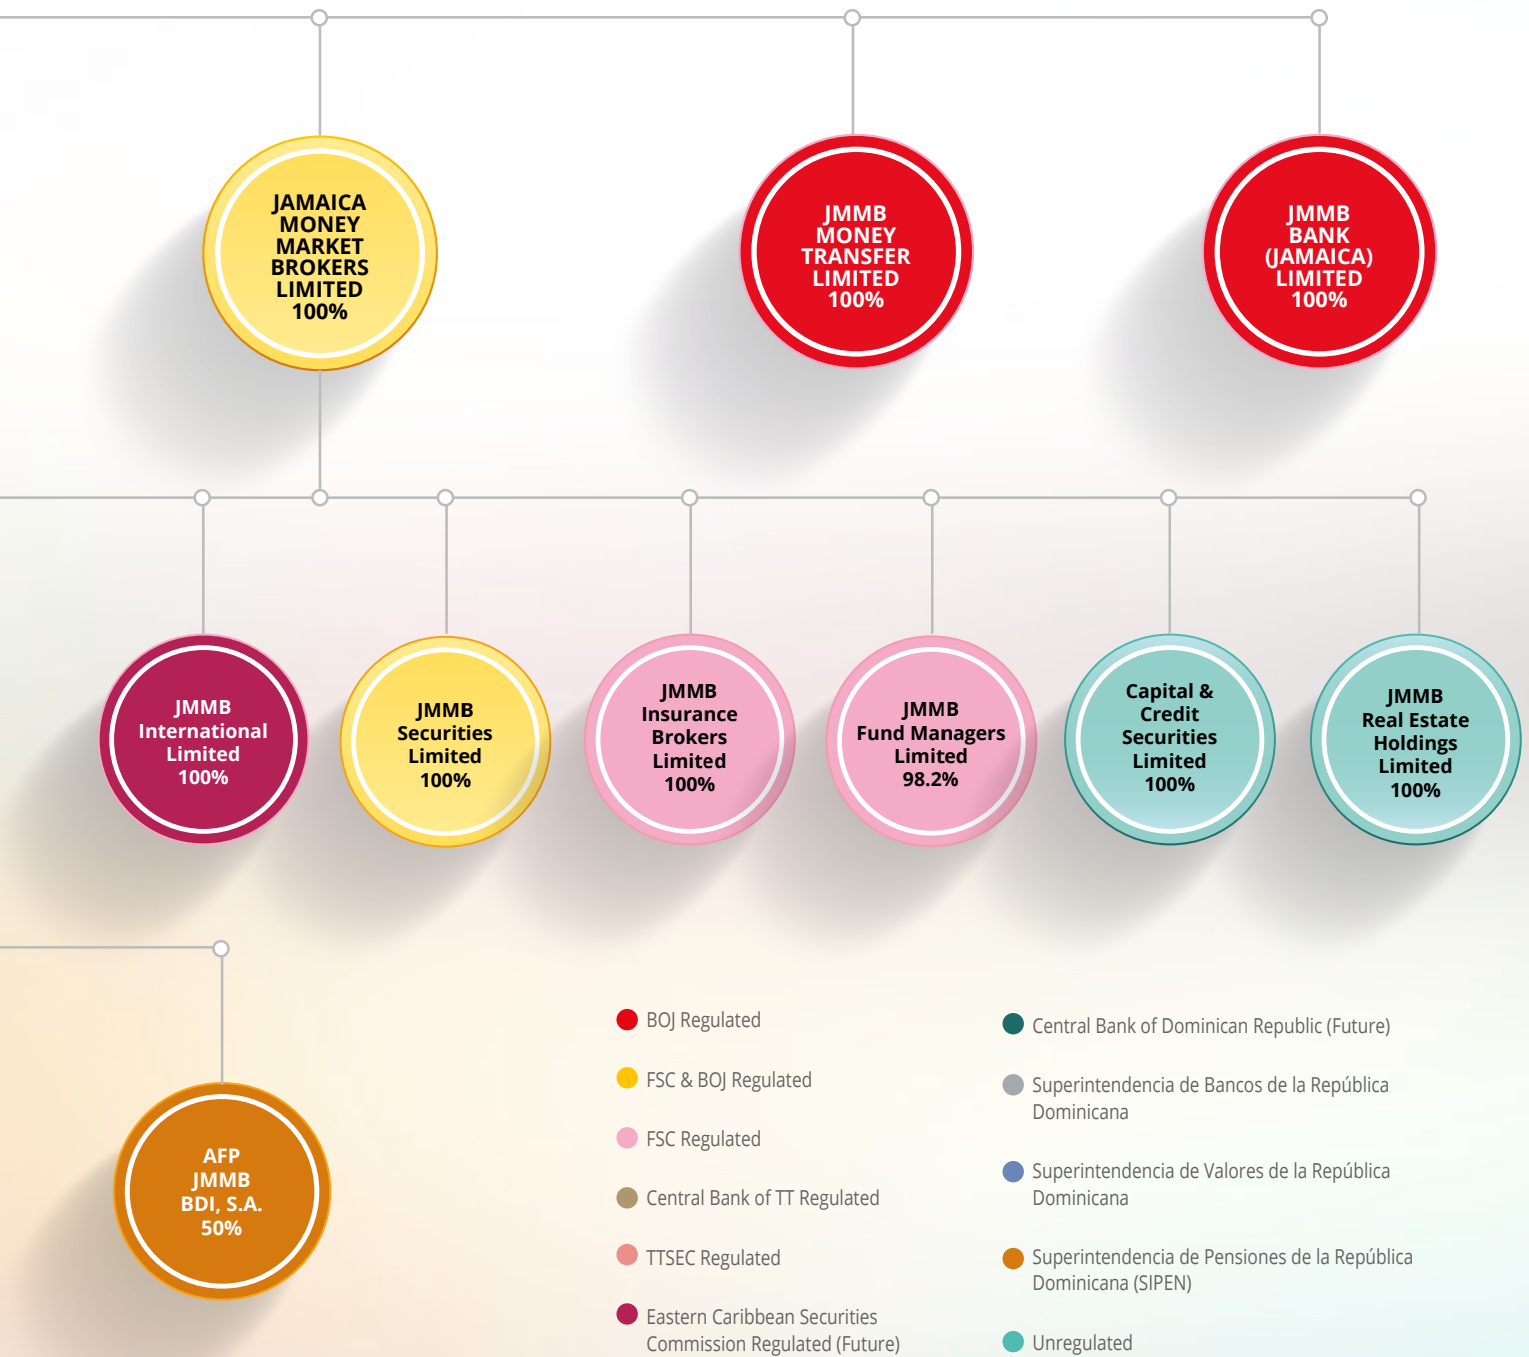 JAMAICA
MONEY
MARKET
BROKERS
LIMITED
100%
JMMB
MONEY
TRANSFER
LIMITED
100%
JMMB
BANK
(JAMAICA)
LIMITED
100%
JMMB
International
Limited
100%
JMMB
Securities
Limited
100%
JMMB
Insurance
Brokers
Limited
100%
JMMB
Fund Managers
Limited
98.2%
Capital &
Credit
Securities
Limited
100%
JMMB
Real Estate
Holdings
Limited
100%
AFP
JMMB
BDI, S.A.
50%
BOJ Regulated
FSC & BOJ Regulated
FSC Regulated
Central Bank of TT Regulated
TTSEC Regulated
Eastern Caribbean Securities
Commission Regulated (Future)
Central Bank of Dominican Republic (Future)
Superintendencia de Bancos de la República
Dominicana
Superintendencia de Valores de la República
Dominicana
Superintendencia de Pensiones de la República
Dominicana (SIPEN)
Unregulated